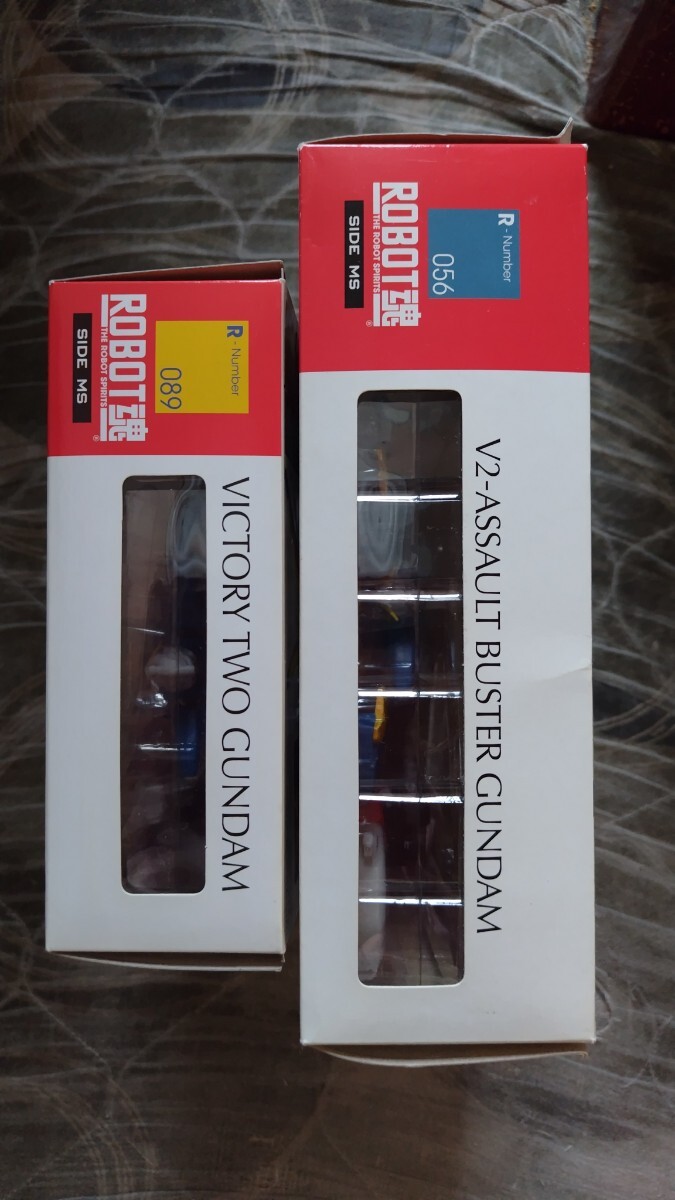 ROBOT魂
THE ROBOT SPIRITS
®
SIDE MS
R-Number
089
VICTORY TWO GUNDAM
ROBOT魂
THE ROBOT SPIRITS
®
SIDE MS
R-Number
056
V2-ASSAULT BUSTER GUNDAM